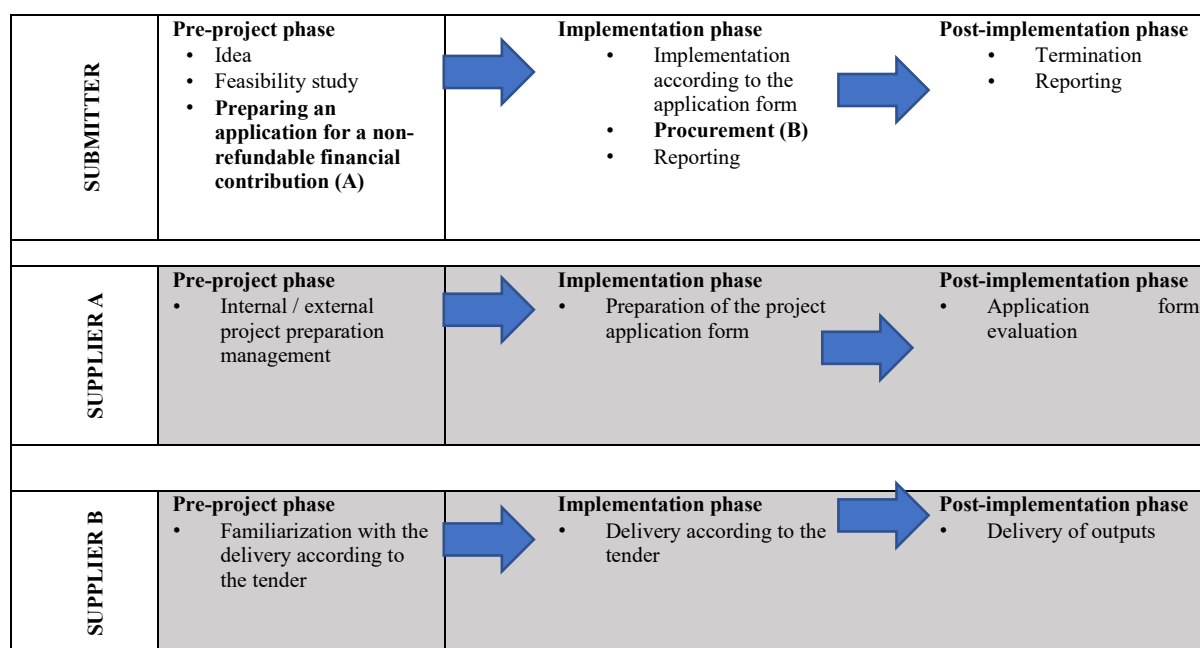 SUBMITTER
Pre-project phase
• Idea
• Feasibility study
• Preparing an
application for a non-
refundable financial
contribution (A)
Implementation phase
• Implementation
according to the
application form
• Procurement (B)
• Reporting
Post-implementation phase
• Termination
• Reporting
SUPPLIER A
Pre-project phase
• Internal / external
project preparation
management
Implementation phase
• Preparation of the project
application form
Post-implementation phase
• Application form
evaluation
SUPPLIER B
Pre-project phase
• Familiarization with the
delivery according to
the tender
Implementation phase
• Delivery according to the
tender
Post-implementation phase
• Delivery of outputs